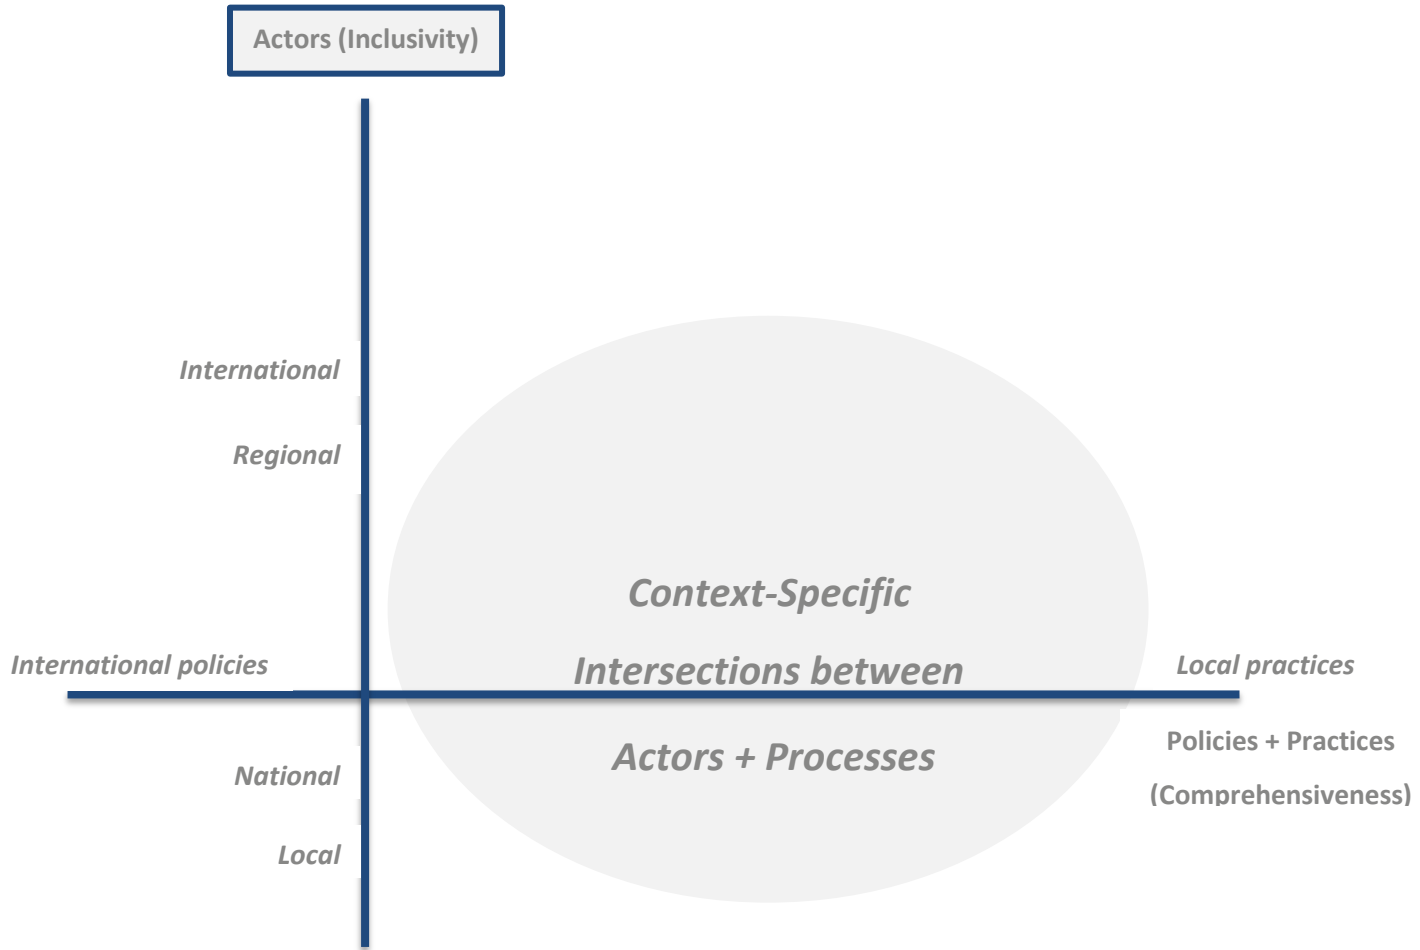 Actors (Inclusivity)
International
Regional
Context-Specific
International policies
Intersections between
Local practices
Actors + Processes
Policies + Practices
National
(Comprehensiveness)
Local